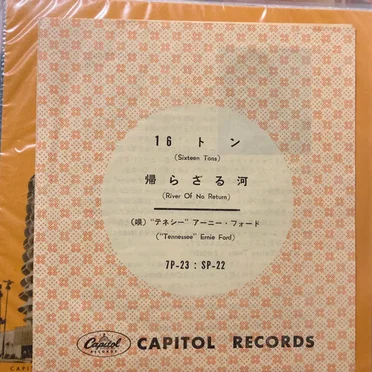 16 トン
(Sixteen Tons)
帰らざる河
(River Of No Return)
(唄) "テネシー" アーニー・フォード
("Tennessee" Ernie Ford)
7P-23 : SP-22
Capitol
RECORDS
CAPITOL RECORDS